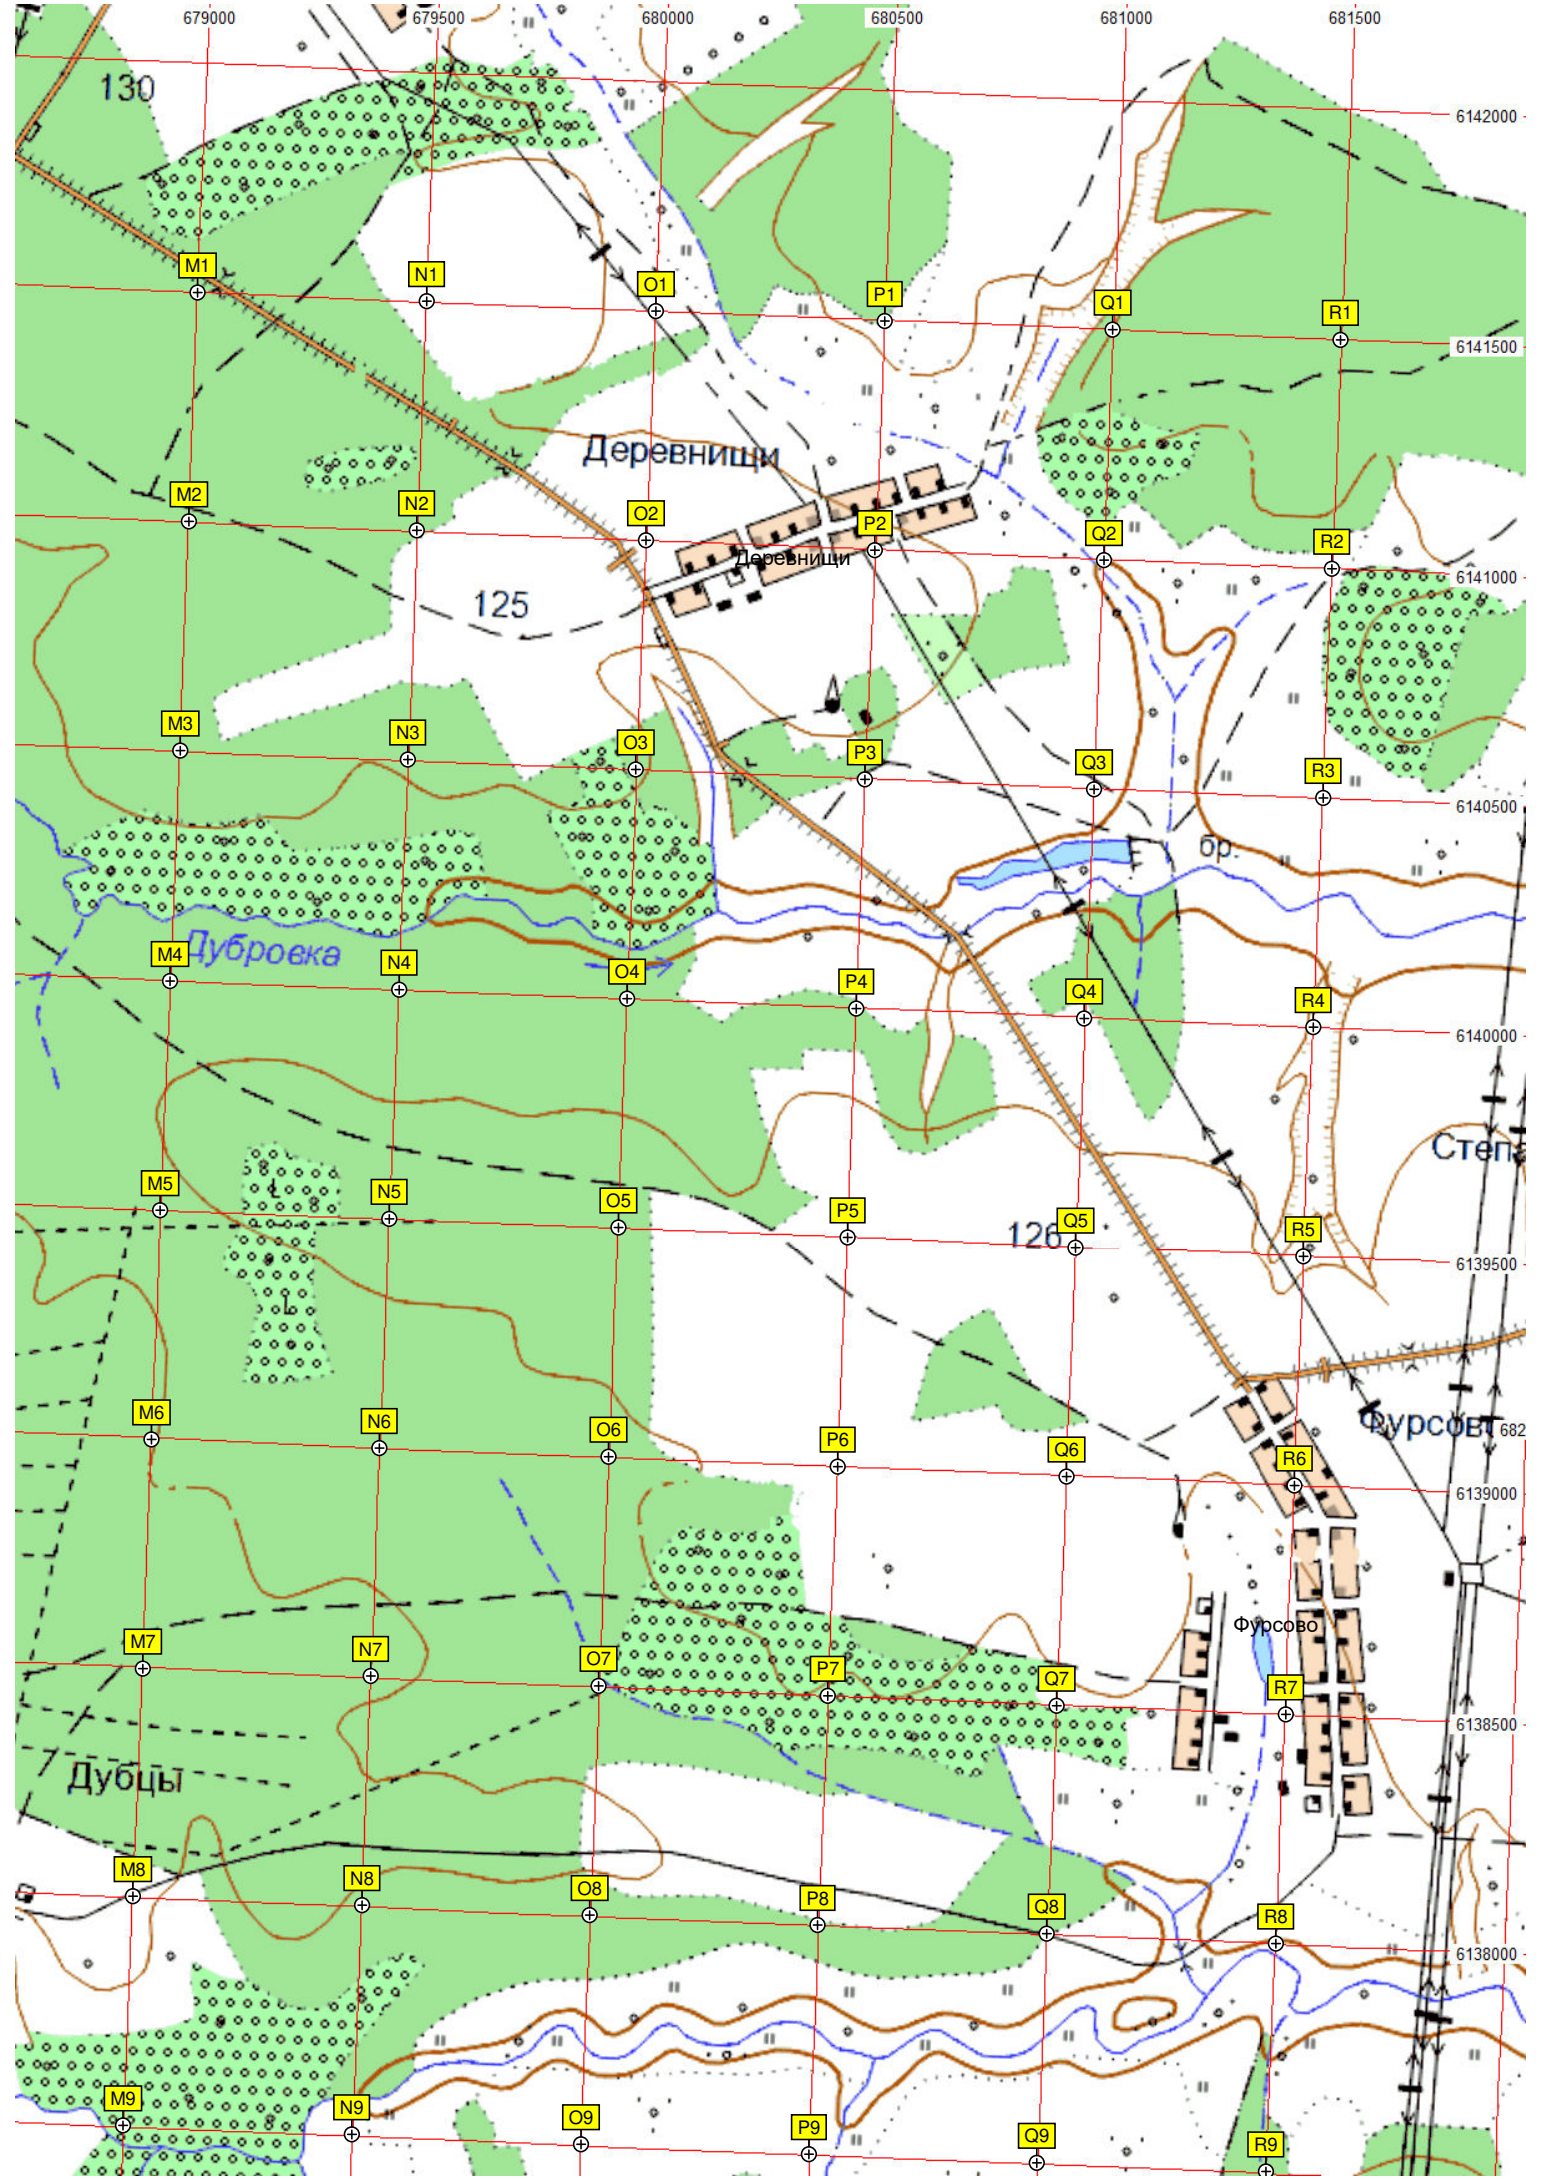 679000 679500 680000 680500 681000 681500
130
6142000
M1 N1 O1 P1 Q1 R1
6141500
Деревнищи
M2 N2 O2 P2 Q2 R2
Деревнищи
6141000
125
M3 N3 O3 P3 Q3 R3
6140500
бр.
Дубровка
M4 N4 O4 P4 Q4 R4
6140000
Степа
M5 N5 O5 P5 Q5 R5
126
6139500
M6 N6 O6 P6 Q6 R6
Фурсово
682
6139000
Фурсово
M7 N7 O7 P7 Q7 R7
6138500
Дубцы
M8 N8 O8 P8 Q8 R8
6138000
M9 N9 O9 P9 Q9 R9